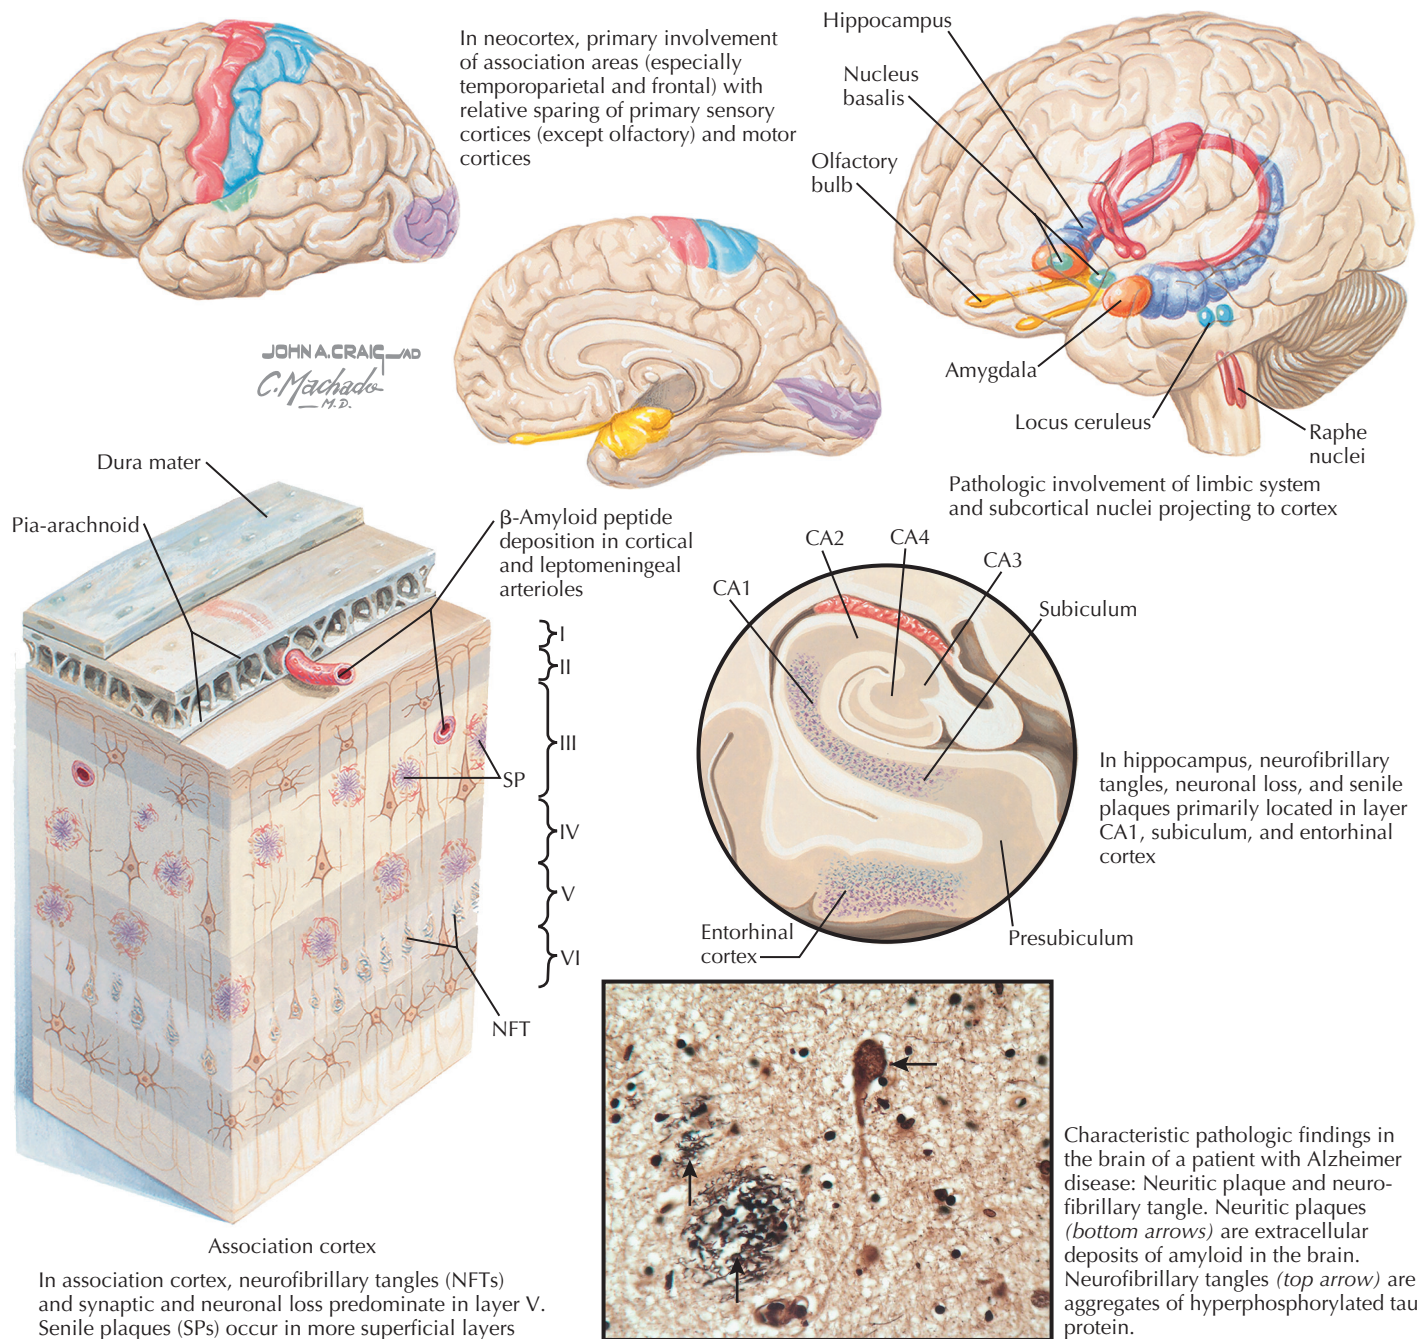 In neocortex, primary involvement
of association areas (especially
temporoparietal and frontal) with
relative sparing of primary sensory
cortices (except olfactory) and motor
cortices
Hippocampus
Nucleus
basalis
Olfactory
bulb
Amygdala
Locus ceruleus
Raphe
nuclei
Pathologic involvement of limbic system
and subcortical nuclei projecting to cortex
JOHN A. CRAIG—AD
C. Machado
—M.D.
Dura mater
Pia-arachnoid
β-Amyloid peptide
deposition in cortical
and leptomeningeal
arterioles
I
II
III
SP
IV
V
VI
NFT
Association cortex
In association cortex, neurofibrillary tangles (NFTs)
and synaptic and neuronal loss predominate in layer V.
Senile plaques (SPs) occur in more superficial layers
CA2
CA4
CA3
CA1
Subiculum
Entorhinal
cortex
Presubiculum
In hippocampus, neurofibrillary
tangles, neuronal loss, and senile
plaques primarily located in layer
CA1, subiculum, and entorhinal
cortex
Characteristic pathologic findings in
the brain of a patient with Alzheimer
disease: Neuritic plaque and neuro-
fibrillary tangle. Neuritic plaques
(bottom arrows) are extracellular
deposits of amyloid in the brain.
Neurofibrillary tangles (top arrow) are
aggregates of hyperphosphorylated tau
protein.